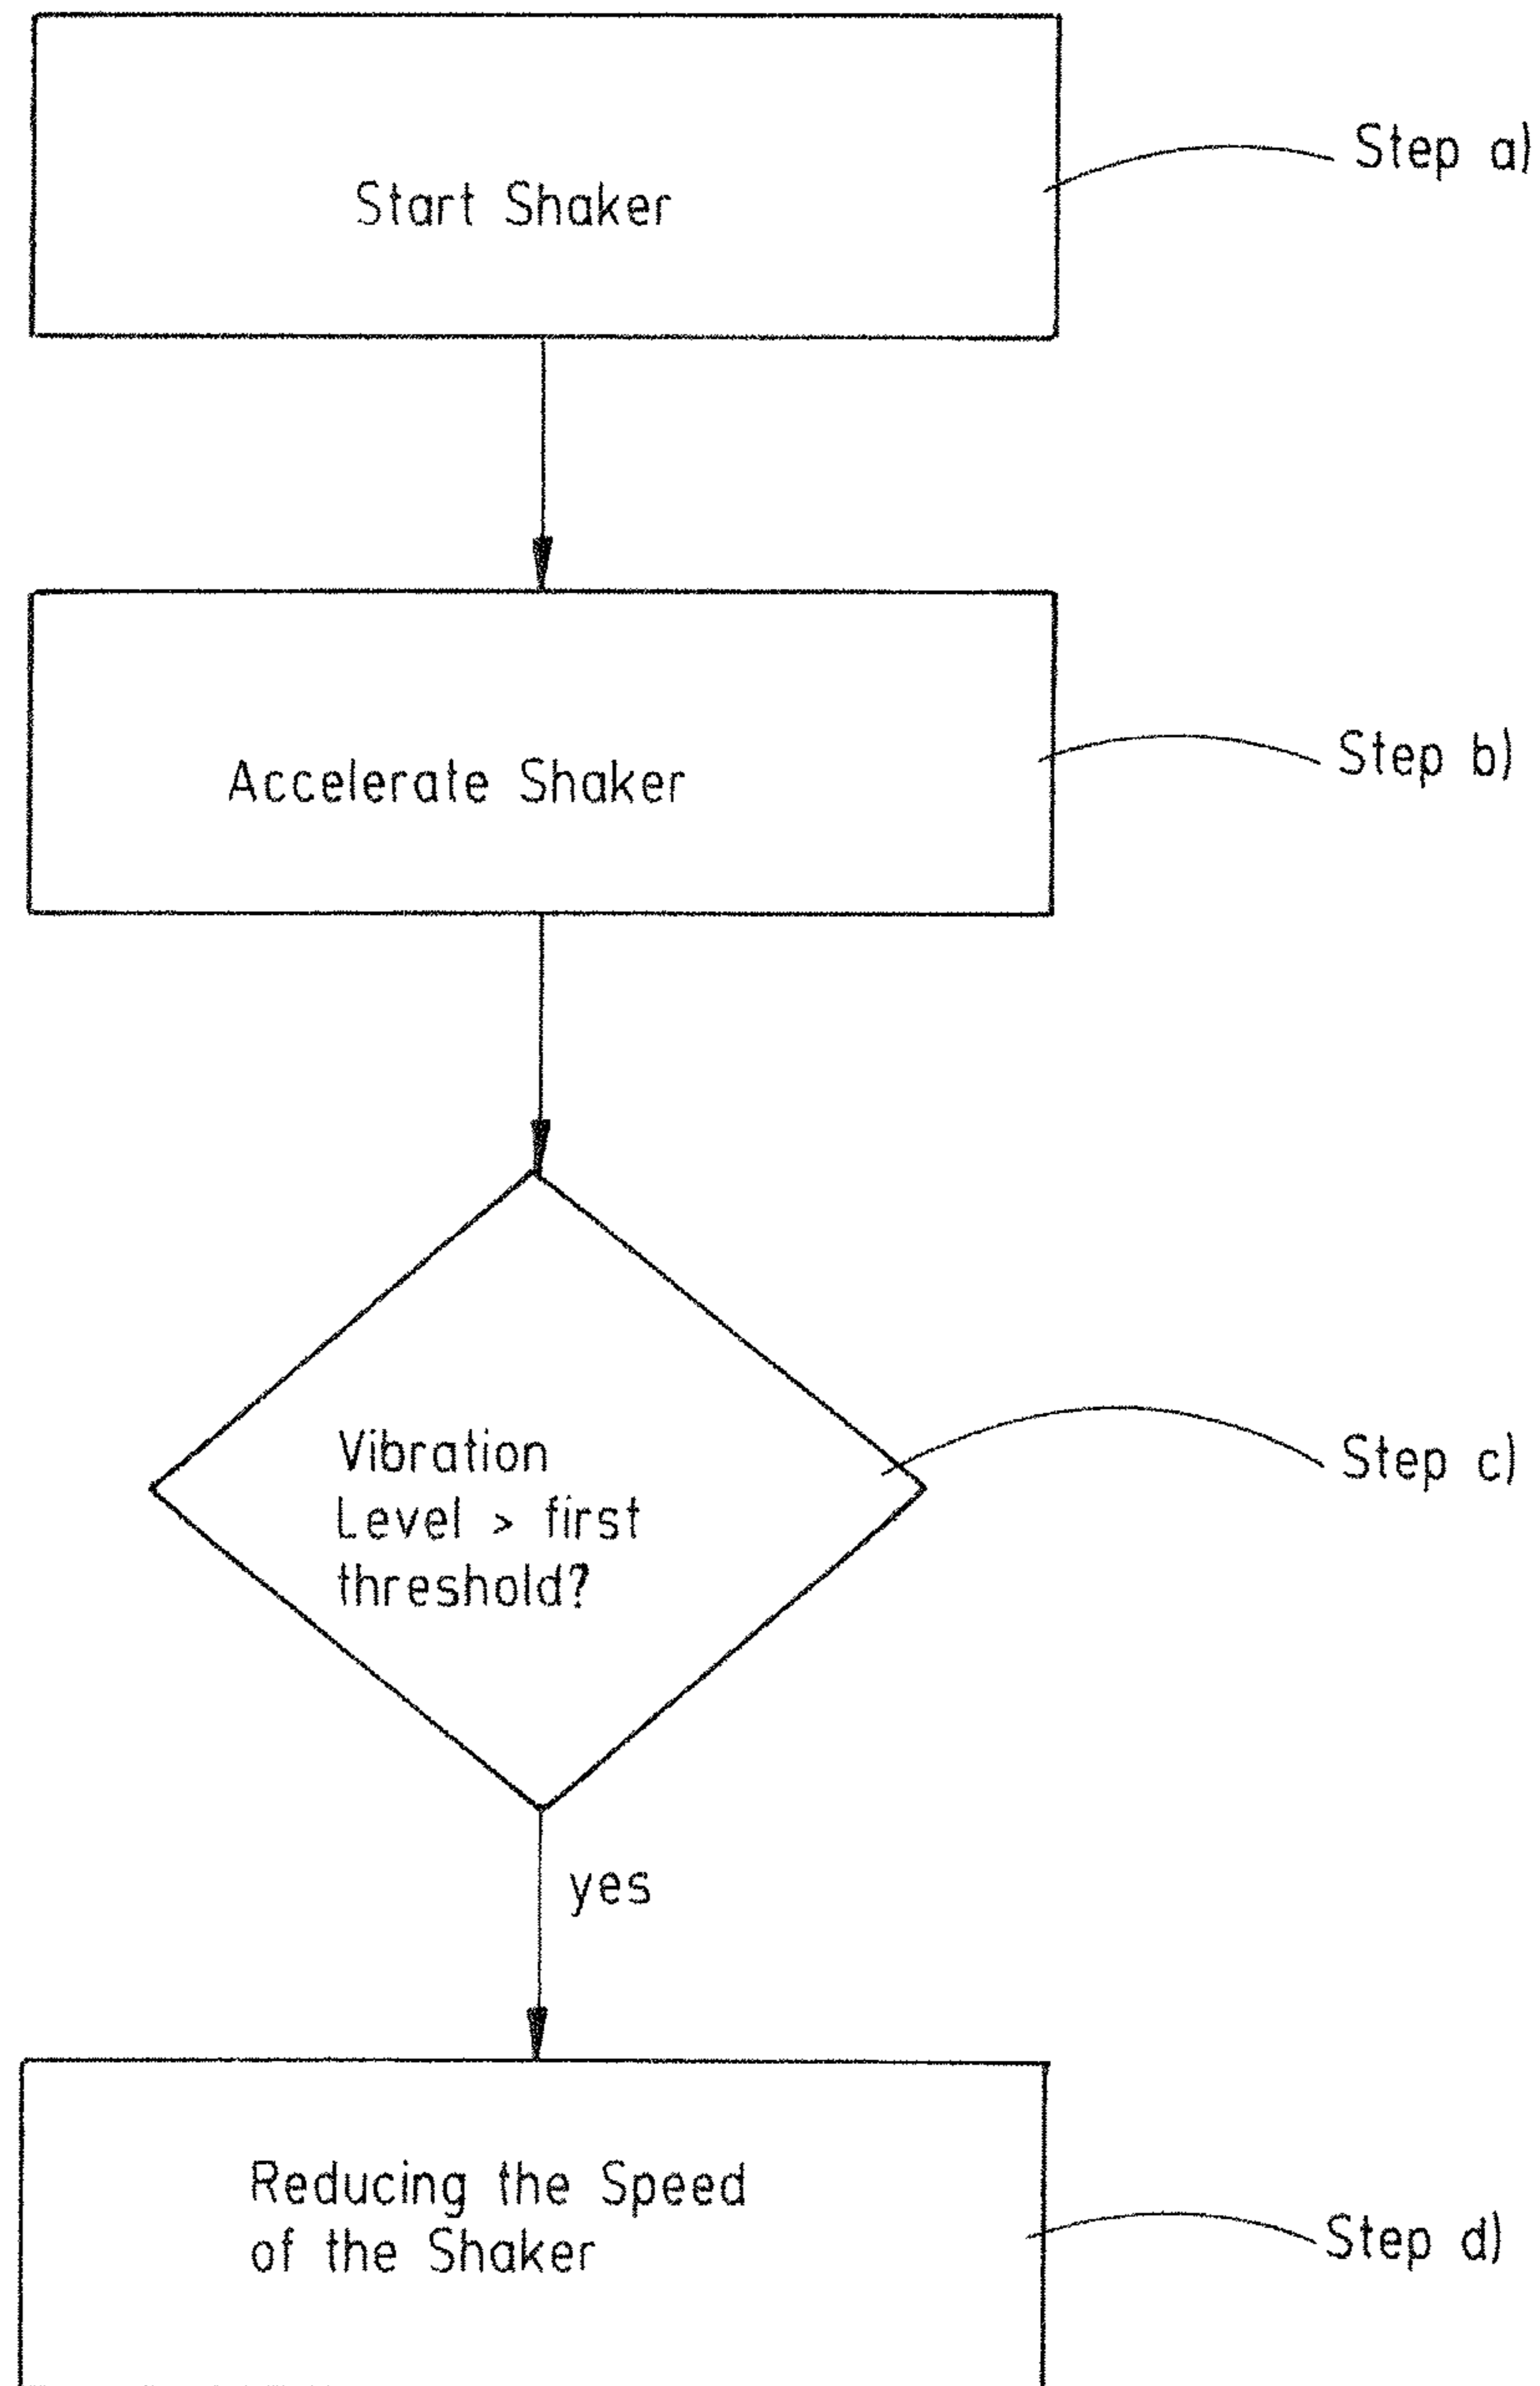 Start Shaker
Step a)
Accelerate Shaker
Step b)
Vibration
Level > first
threshold?
Step c)
yes
Reducing the Speed
of the Shaker
Step d)